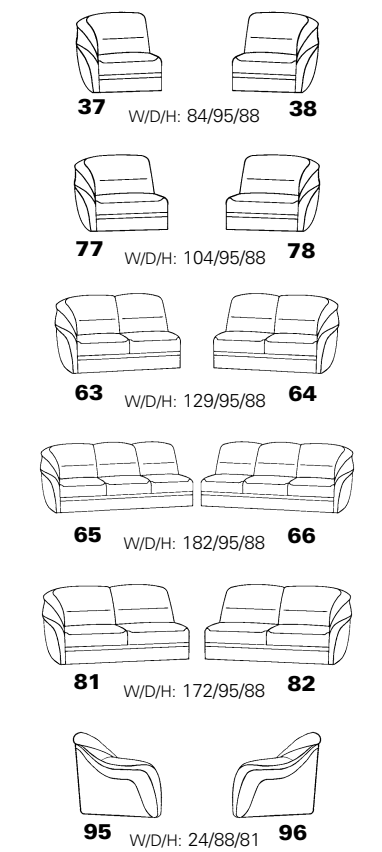 37 W/D/H: 84/95/88 38
77 W/D/H: 104/95/88 78
63 W/D/H: 129/95/88 64
65 W/D/H: 182/95/88 66
81 W/D/H: 172/95/88 82
95 W/D/H: 24/88/81 96